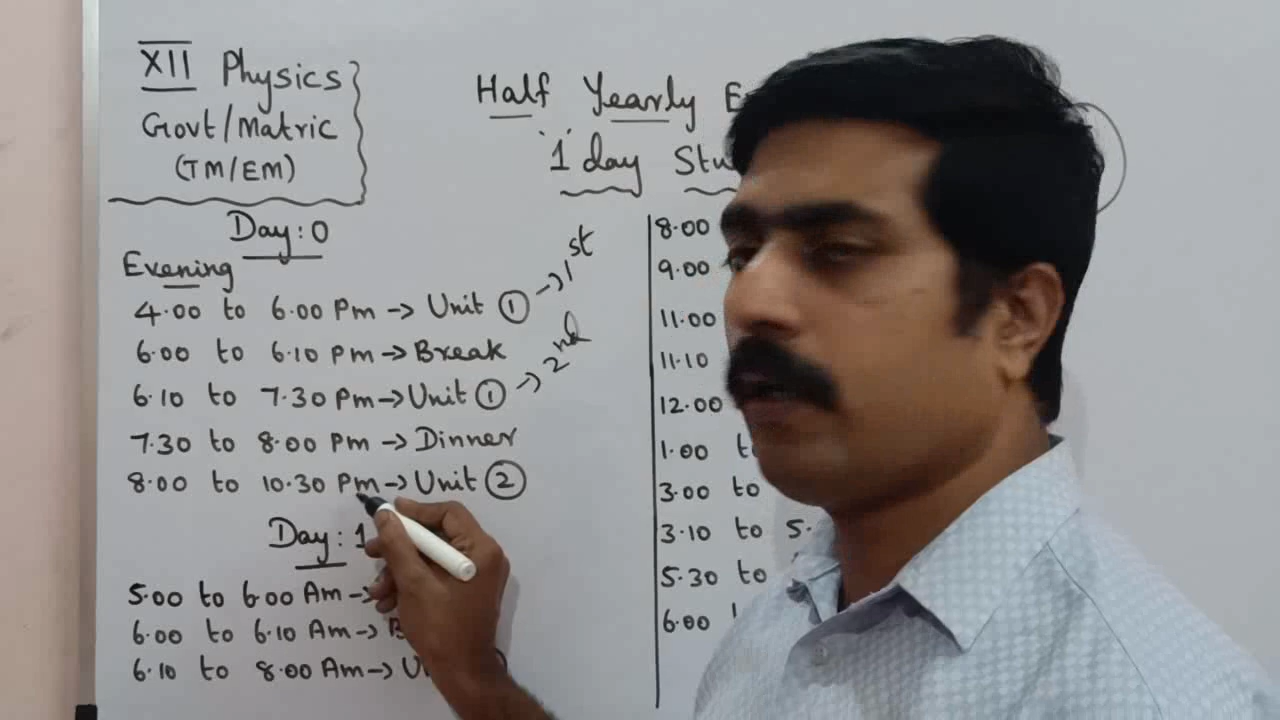 XII Physics
Govt/Matric
(TM/EM)
Half Yearly
'1' day
Day: 0
Evening
4.00 to 6.00 Pm -> Unit 1 -> 1st
6.00 to 6.10 Pm -> Break
6.10 to 7.30 Pm -> Unit 1 -> 2nd
7.30 to 8.00 Pm -> Dinner
8.00 to 10.30 Pm -> Unit 2
Day: 1
5.00 to 6.00 Am ->
6.00 to 6.10 Am ->
6.10 to 8.00 Am ->
8.00
9.00
11.00
11.10
12.00
1.00
3.00 to
3.10 to
5.30 to
6.00